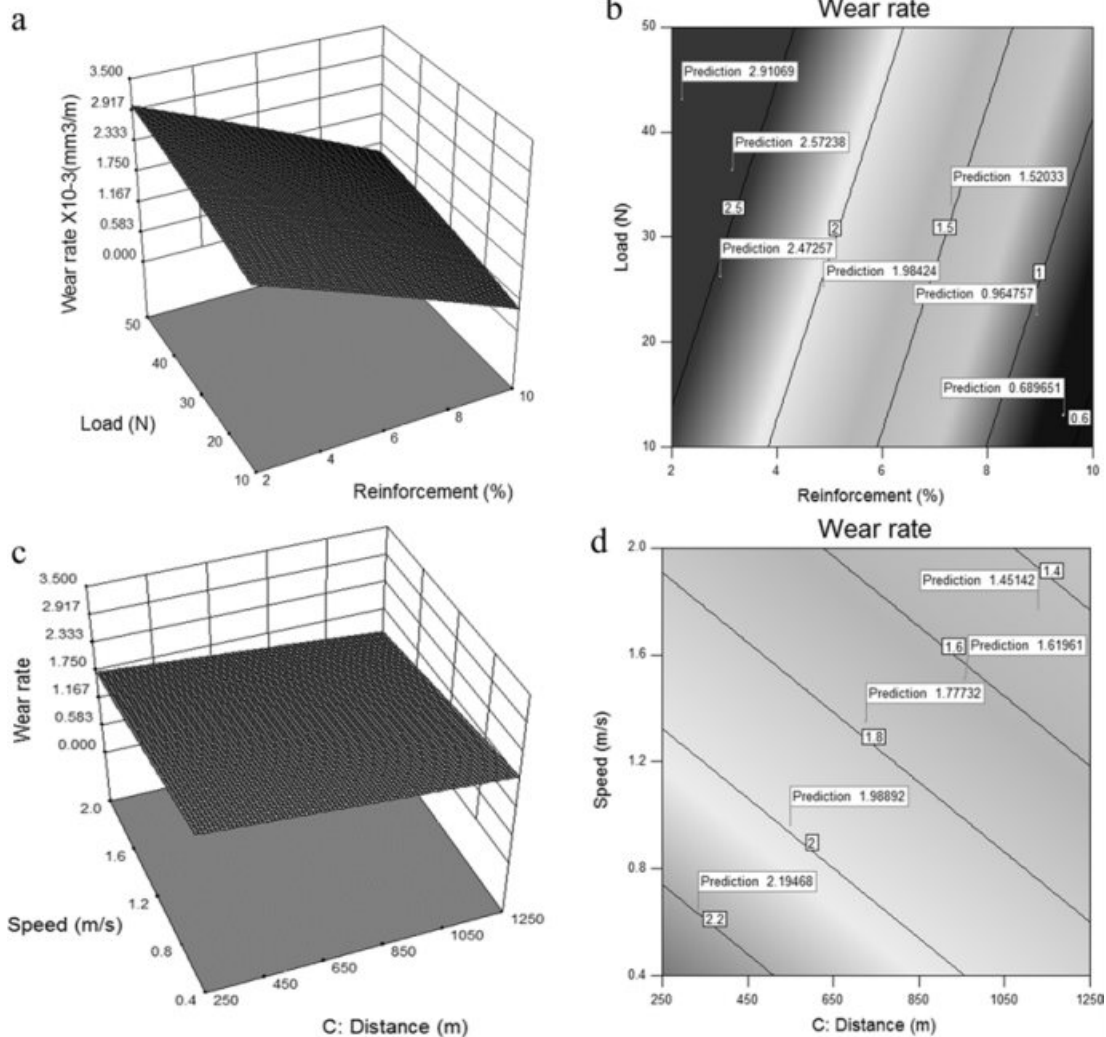 a
Wear rate X10-3(mm3/m)
3.500
2.917
2.333
1.750
1.167
0.583
0.000
50
40
30
20
10
Load (N)
2
4
6
8
10
Reinforcement (%)
b
Wear rate
Load (N)
50
40
30
20
10
Prediction 2.91069
Prediction 2.57238
Prediction 1.52033
2.5
2
1.5
Prediction 2.47257
Prediction 1.98424
1
Prediction 0.964757
Prediction 0.689651
0.6
2
4
6
8
10
Reinforcement (%)
c
Wear rate
3.500
2.917
2.333
1.750
1.167
0.583
0.000
2.0
1.6
1.2
0.8
0.4
Speed (m/s)
250
450
650
850
1050
1250
C: Distance (m)
d
Wear rate
Speed (m/s)
2.0
1.6
1.2
0.8
0.4
1.4
Prediction 1.45142
1.6
Prediction 1.61961
Prediction 1.77732
1.8
Prediction 1.98892
2
Prediction 2.19468
2.2
250
450
650
850
1050
1250
C: Distance (m)